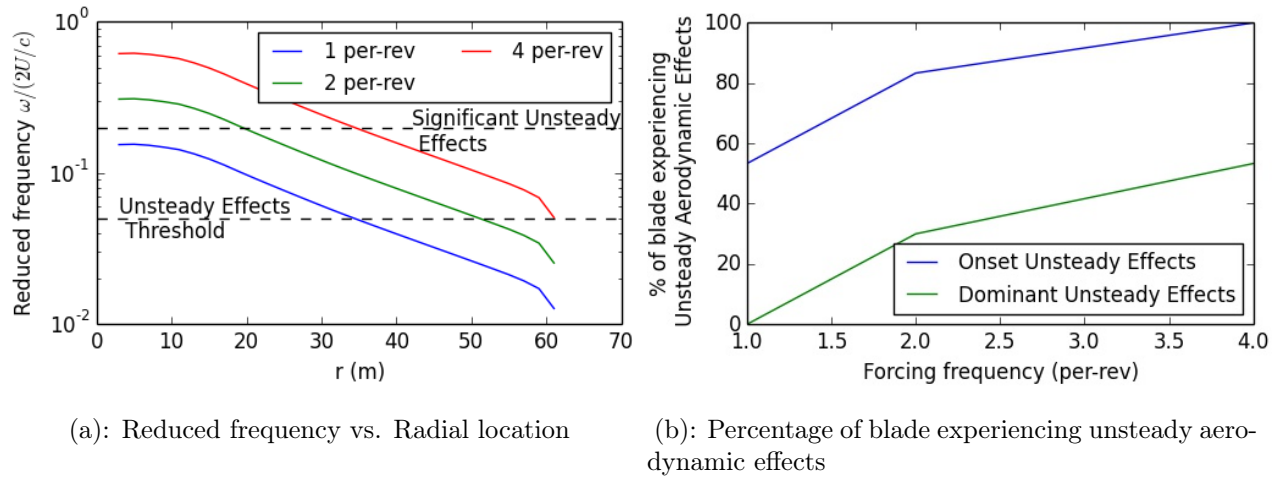 Reduced frequency ω/(2U/c)
10^0
10^-1
10^-2
1 per-rev
2 per-rev
4 per-rev
Significant Unsteady
Effects
Unsteady Effects
Threshold
0 10 20 30 40 50 60 70
r (m)
% of blade experiencing
Unsteady Aerodynamic Effects
100
80
60
40
20
0
Onset Unsteady Effects
Dominant Unsteady Effects
1.0 1.5 2.0 2.5 3.0 3.5 4.0
Forcing frequency (per-rev)
(a): Reduced frequency vs. Radial location
(b): Percentage of blade experiencing unsteady aero-
dynamic effects